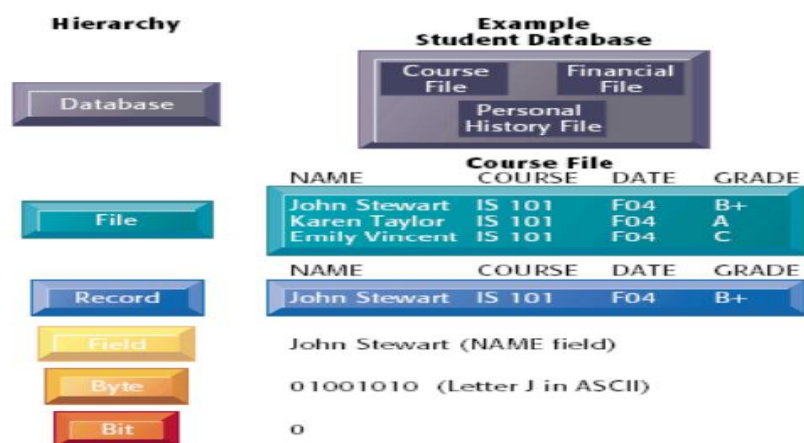 Hierarchy
Example
Student Database
Database
Course
File
Financial
File
Personal
History File
Course File
NAME COURSE DATE GRADE
File
John Stewart IS 101 F04 B+
Karen Taylor IS 101 F04 A
Emily Vincent IS 101 F04 C
NAME COURSE DATE GRADE
Record
John Stewart IS 101 F04 B+
Field
John Stewart (NAME field)
Byte
01001010 (Letter J in ASCII)
Bit
0